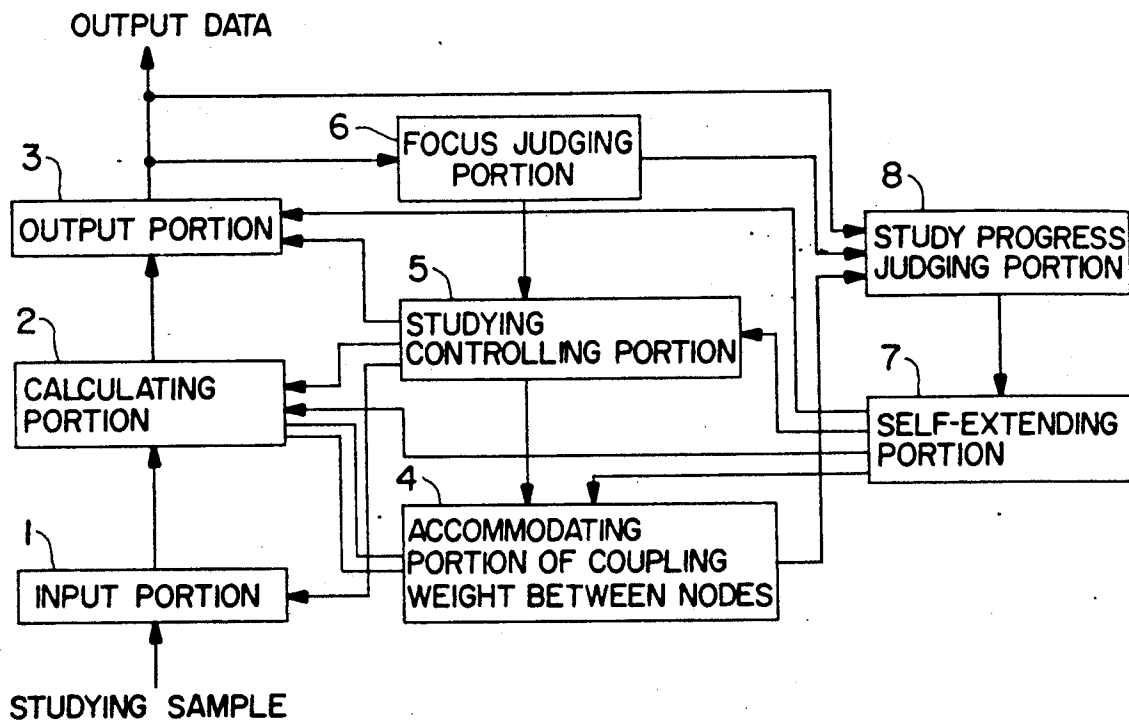 OUTPUT DATA
6
FOCUS JUDGING
PORTION
3
OUTPUT PORTION
8
STUDY PROGRESS
JUDGING PORTION
5
STUDYING
CONTROLLING PORTION
2
CALCULATING
PORTION
7
SELF-EXTENDING
PORTION
4
ACCOMMODATING
PORTION OF COUPLING
WEIGHT BETWEEN NODES
1
INPUT PORTION
STUDYING SAMPLE